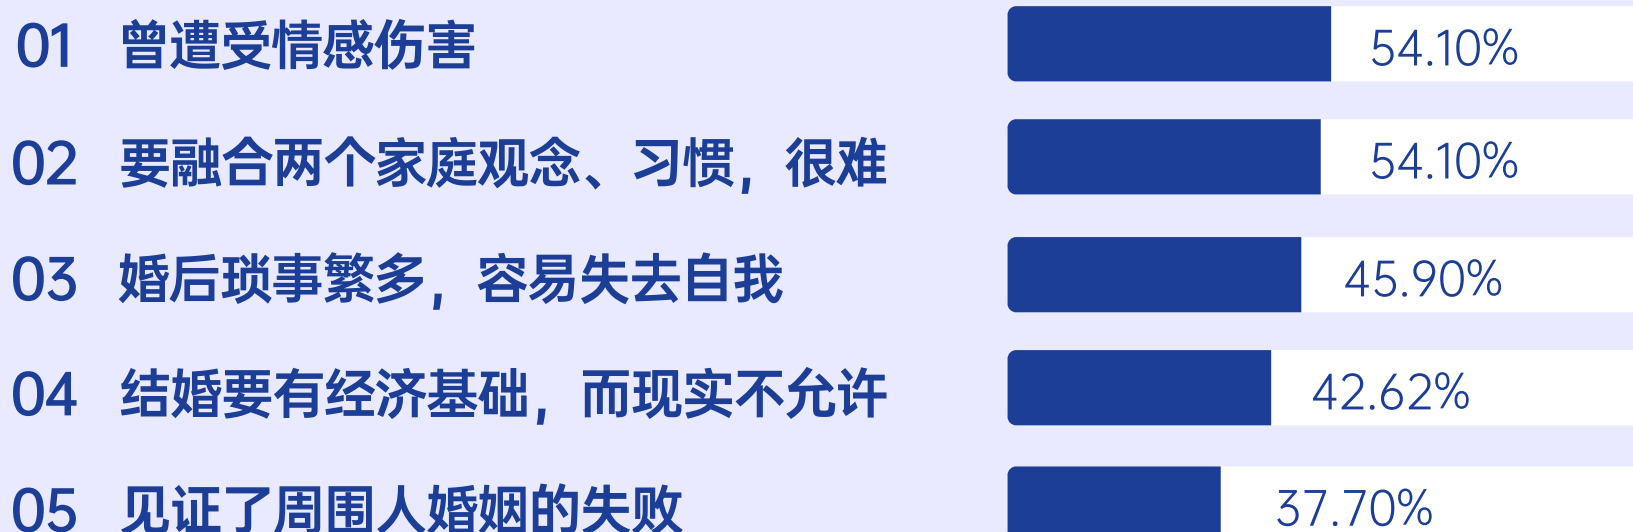 01 曾遭受情感伤害 54.10%
02 要融合两个家庭观念、习惯，很难 54.10%
03 婚后琐事繁多，容易失去自我 45.90%
04 结婚要有经济基础，而现实不允许 42.62%
05 见证了周围人婚姻的失败 37.70%